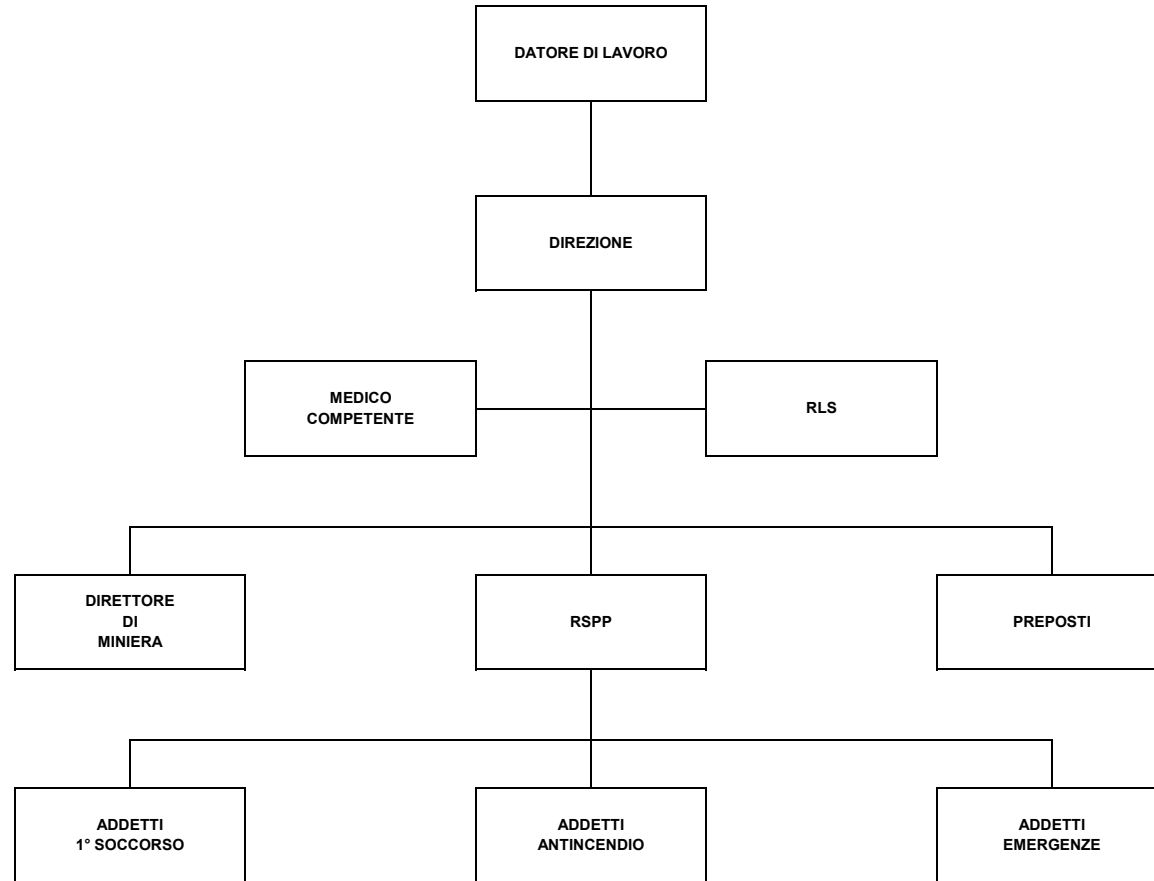 DATORE DI LAVORO
DIREZIONE
MEDICO
COMPETENTE
RLS
DIRETTORE
DI
MINIERA
RSPP
PREPOSTI
ADDETTI
1° SOCCORSO
ADDETTI
ANTINCENDIO
ADDETTI
EMERGENZE